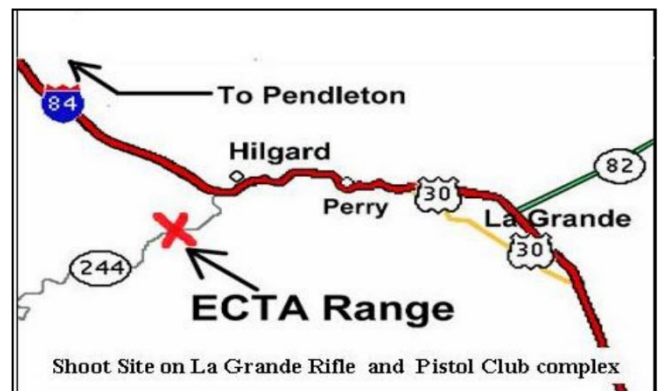 84
To Pendleton
Hilgard
82
Perry
30
La Grande
30
244
ECTA Range
Shoot Site on La Grande Rifle and Pistol Club complex